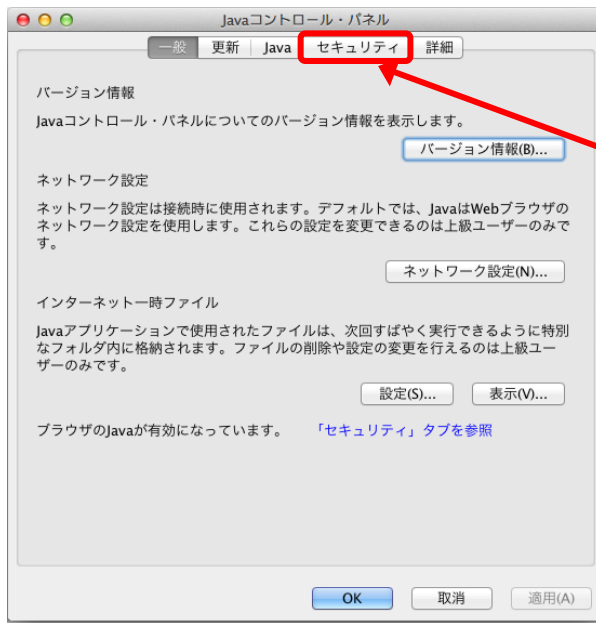 Javaコントロール・パネル
一般 更新 Java セキュリティ 詳細
バージョン情報
Javaコントロール・パネルについてのバージョン情報を表示します。
バージョン情報(B)...
ネットワーク設定
ネットワーク設定は接続時に使用されます。デフォルトでは、JavaはWebブラウザの
ネットワーク設定を使用します。これらの設定を変更できるのは上級ユーザーのみで
す。
ネットワーク設定(N)...
インターネット一時ファイル
Javaアプリケーションで使用されたファイルは、次回すばやく実行できるように特別
なフォルダ内に格納されます。ファイルの削除や設定の変更を行えるのは上級ユー
ザーのみです。
設定(S)... 表示(V)...
ブラウザのJavaが有効になっています。 「セキュリティ」タブを参照
OK 取消 適用(A)